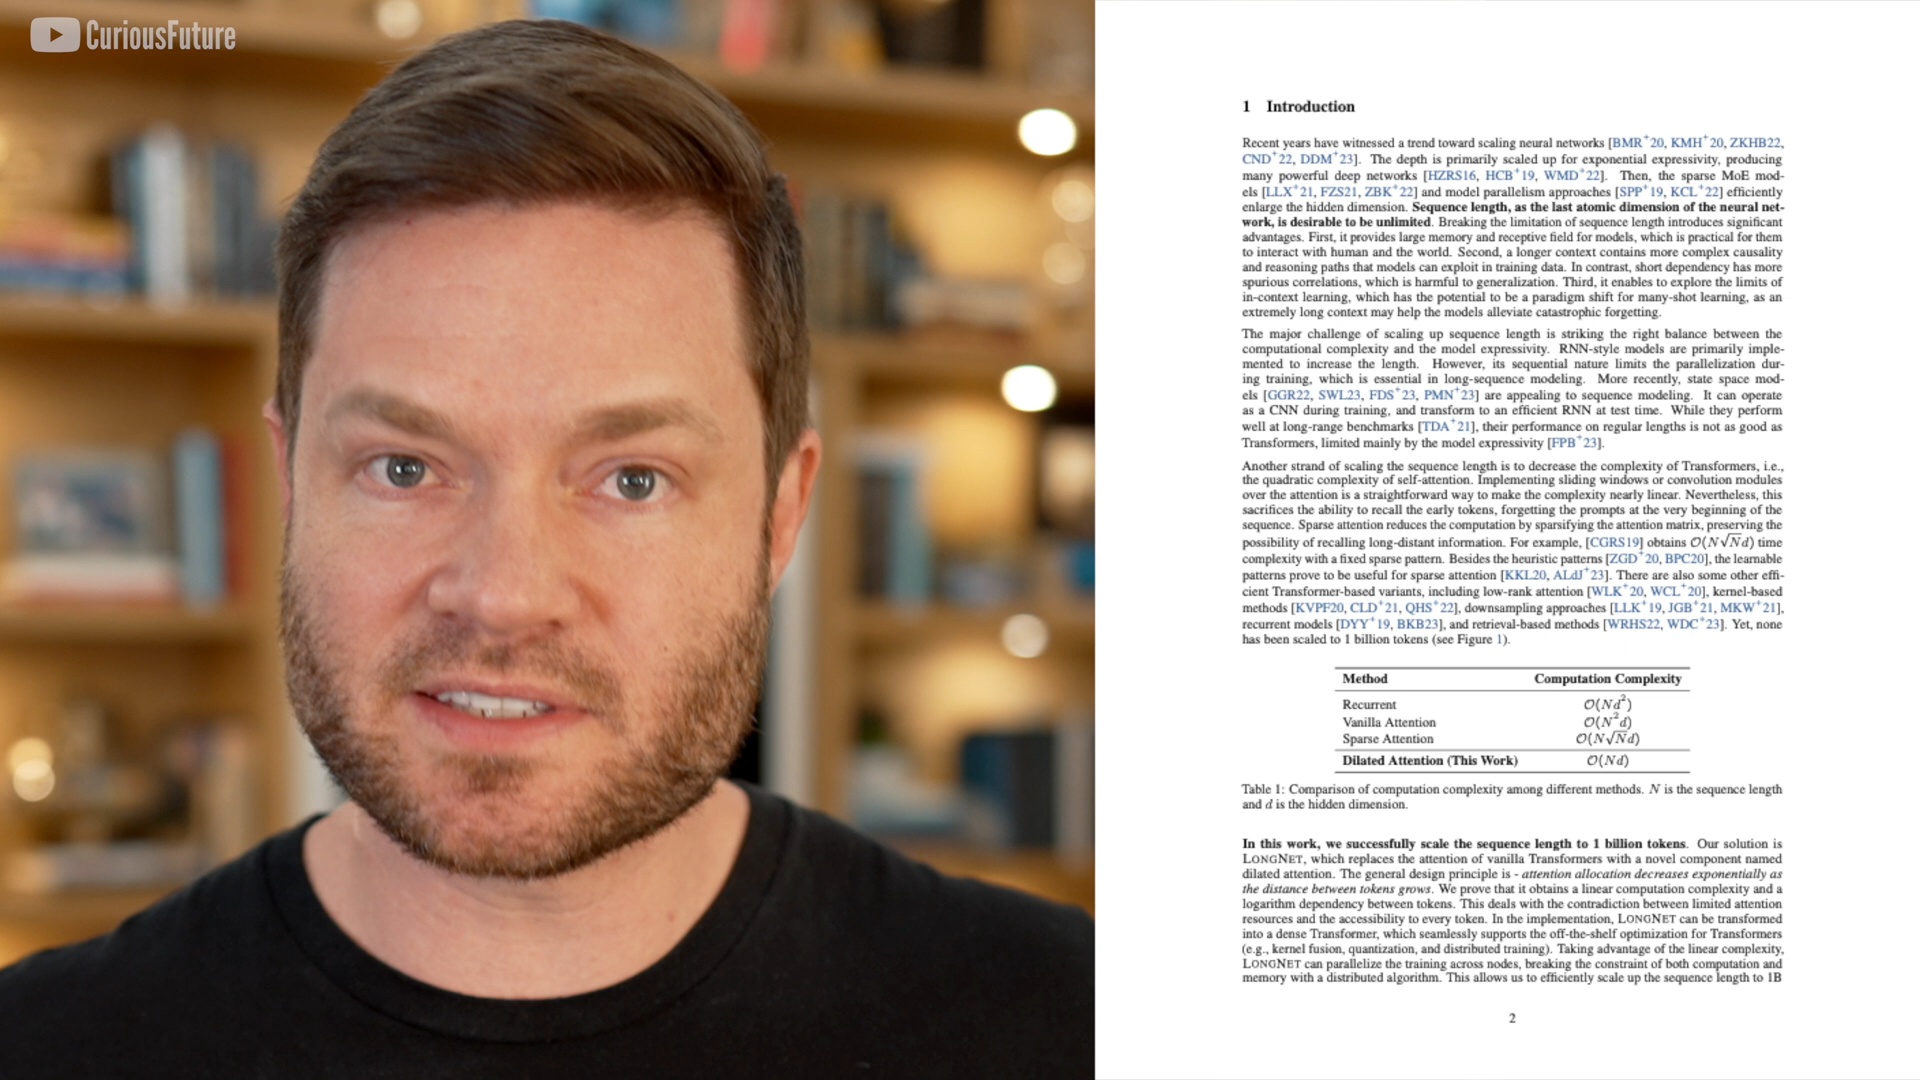 CuriousFuture
1 Introduction
Recent years have witnessed a trend toward scaling neural networks [BMR+20, KMH+20, ZKHB22,
CND+22, DDM+23]. The depth is primarily scaled up for exponential expressivity, producing
many powerful deep networks [HZRS16, HCB+19, WMD+22]. Then, the sparse MoE mod-
els [LLX+21, FZS21, ZBK+22] and model parallelism approaches [SPP+19, KCL+22] efficiently
enlarge the hidden dimension. Sequence length, as the last atomic dimension of the neural net-
work, is desirable to be unlimited. Breaking the limitation of sequence length introduces significant
advantages. First, it provides large memory and receptive field for models, which is practical for them
to interact with human and the world. Second, a longer context contains more complex causality
and reasoning paths that models can exploit in training data. In contrast, short dependency has more
spurious correlations, which is harmful to generalization. Third, it enables to explore the limits of
in-context learning, which has the potential to be a paradigm shift for many-shot learning, as an
extremely long context may help the models alleviate catastrophic forgetting.
The major challenge of scaling up sequence length is striking the right balance between the
computational complexity and the model expressivity. RNN-style models are primarily imple-
mented to increase the length. However, its sequential nature limits the parallelization dur-
ing training, which is essential in long-sequence modeling. More recently, state space mod-
els [GGR22, SWL23, FDS+23, PMN+23] are appealing to sequence modeling. It can operate
as a CNN during training, and transform to an efficient RNN at test time. While they perform
well at long-range benchmarks [TDA+21], their performance on regular lengths is not as good as
Transformers, limited mainly by the model expressivity [FPB+23].
Another strand of scaling the sequence length is to decrease the complexity of Transformers, i.e.,
the quadratic complexity of self-attention. Implementing sliding windows or convolution modules
over the attention is a straightforward way to make the complexity nearly linear. Nevertheless, this
sacrifices the ability to recall the early tokens, forgetting the prompts at the very beginning of the
sequence. Sparse attention reduces the computation by sparsifying the attention matrix, preserving the
possibility of recalling long-distant information. For example, [CGRS19] obtains O(N√Nd) time
complexity with a fixed sparse pattern. Besides the heuristic patterns [ZGD+20, BPC20], the learnable
patterns prove to be useful for sparse attention [KKL20, ALdJ+23]. There are also some other effi-
cient Transformer-based variants, including low-rank attention [WLK+20, WCL+20], kernel-based
methods [KVPF20, CLD+21, QHS+22], downsampling approaches [LLK+19, JGB+21, MKW+21],
recurrent models [DYY+19, BKB23], and retrieval-based methods [WRHS22, WDC+23]. Yet, none
has been scaled to 1 billion tokens (see Figure 1).
Method Computation Complexity
Recurrent O(Nd²)
Vanilla Attention O(N²d)
Sparse Attention O(N√Nd)
Dilated Attention (This Work) O(Nd)
Table 1: Comparison of computation complexity among different methods. N is the sequence length
and d is the hidden dimension.
In this work, we successfully scale the sequence length to 1 billion tokens. Our solution is
LONGNET, which replaces the attention of vanilla Transformers with a novel component named
dilated attention. The general design principle is - attention allocation decreases exponentially as
the distance between tokens grows. We prove that it obtains a linear computation complexity and a
logarithm dependency between tokens. This deals with the contradiction between limited attention
resources and the accessibility to every token. In the implementation, LONGNET can be transformed
into a dense Transformer, which seamlessly supports the off-the-shelf optimization for Transformers
(e.g., kernel fusion, quantization, and distributed training). Taking advantage of the linear complexity,
LONGNET can parallelize the training across nodes, breaking the constraint of both computation and
memory with a distributed algorithm. This allows us to efficiently scale up the sequence length to 1B
2